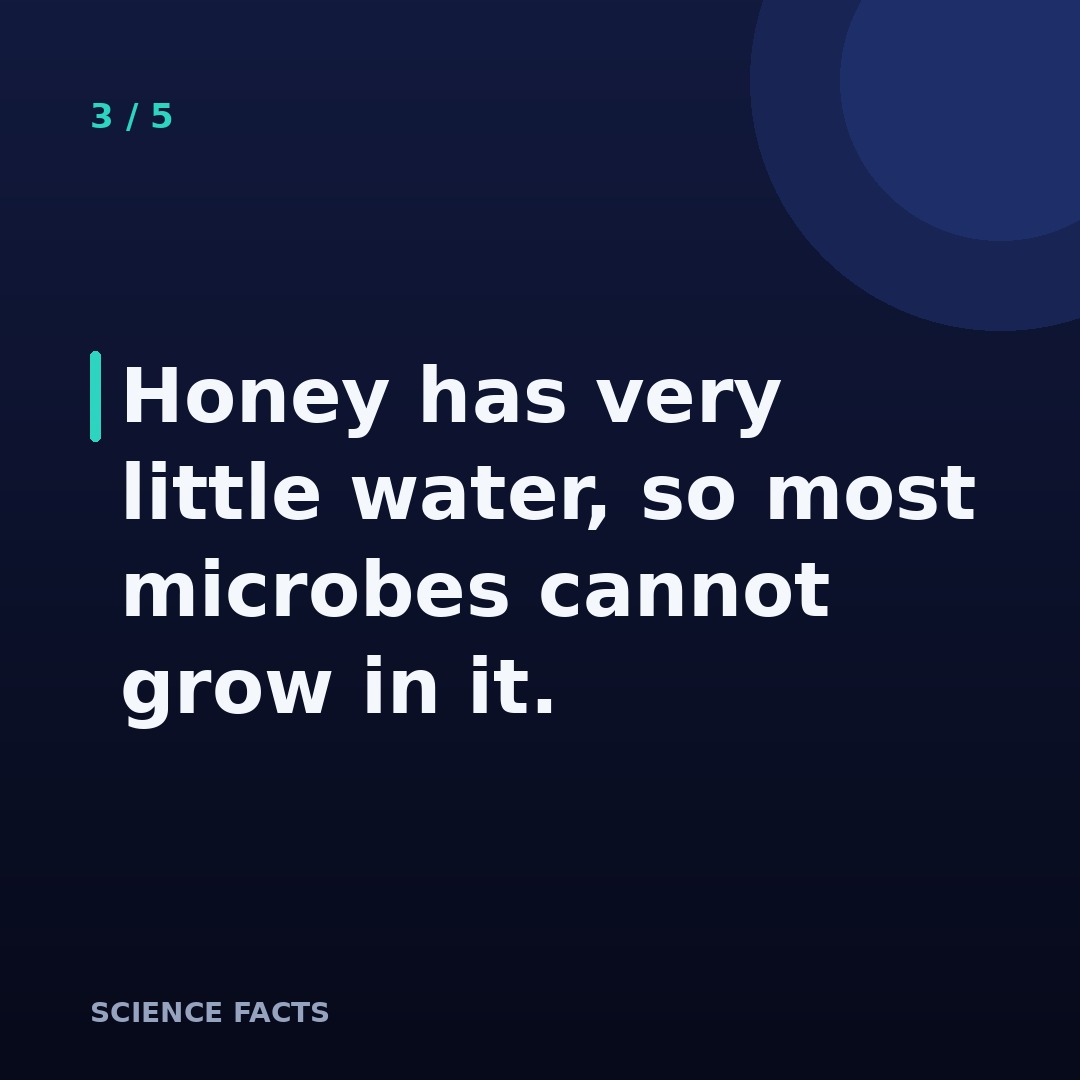 3 / 5
Honey has very
little water, so most
microbes cannot
grow in it.
SCIENCE FACTS